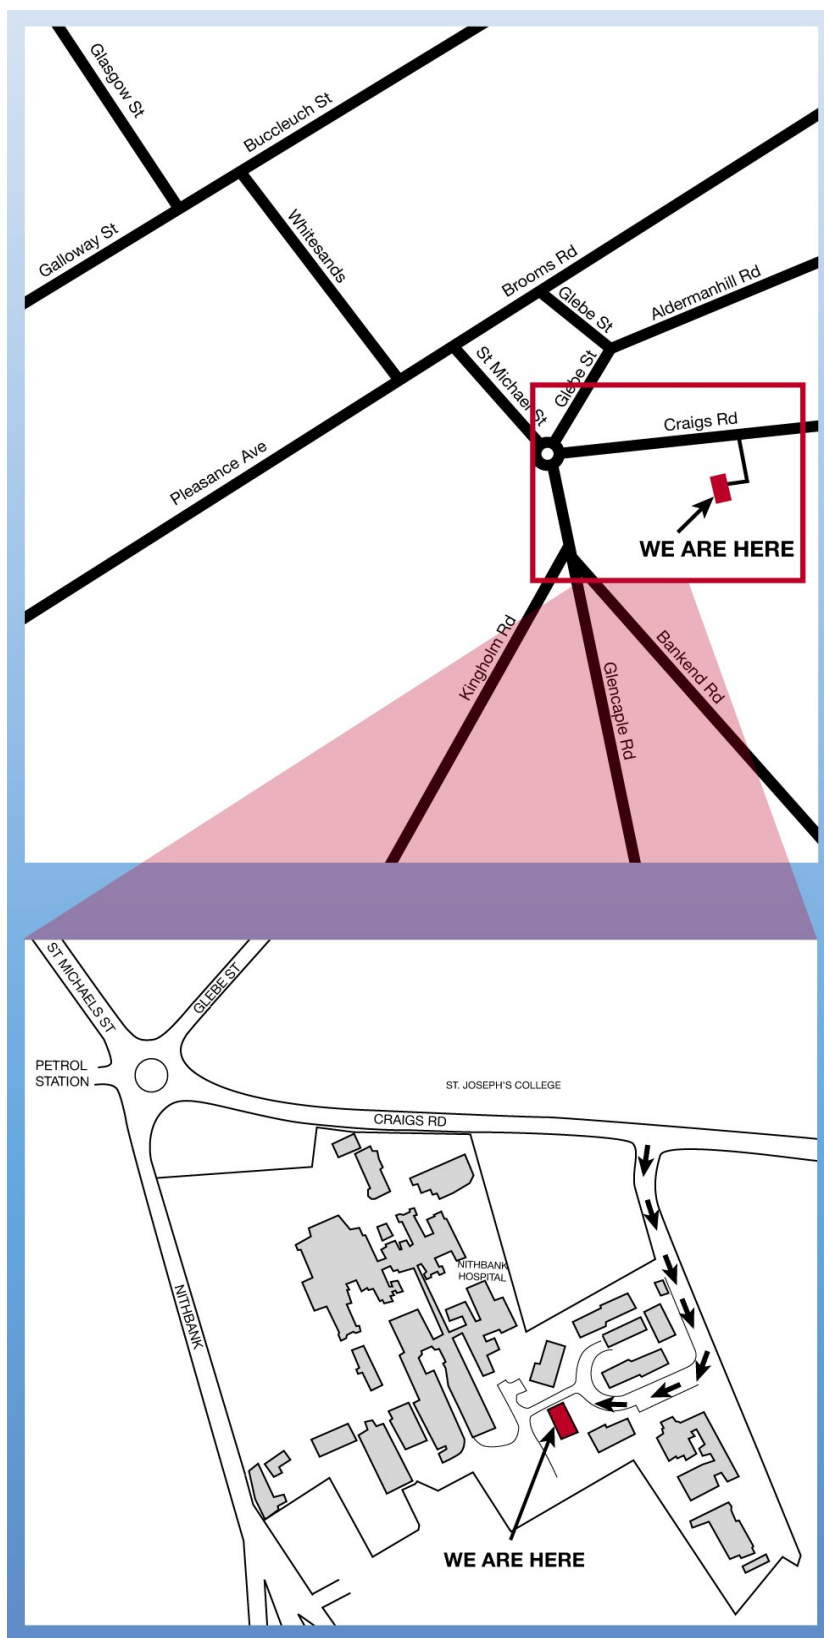 Glasgow St
Buccleuch St
Galloway St
Whitesands
Brooms Rd
Glebe St
Aldermanhill Rd
St Michael St
Glebe St
Craigs Rd
Pleasance Ave
WE ARE HERE
Kingholm Rd
Glencaple Rd
Bankend Rd
ST MICHAELS ST
GLEBE ST
PETROL
STATION
ST. JOSEPH'S COLLEGE
CRAIGS RD
NITHBANK
HOSPITAL
NITHBANK
WE ARE HERE